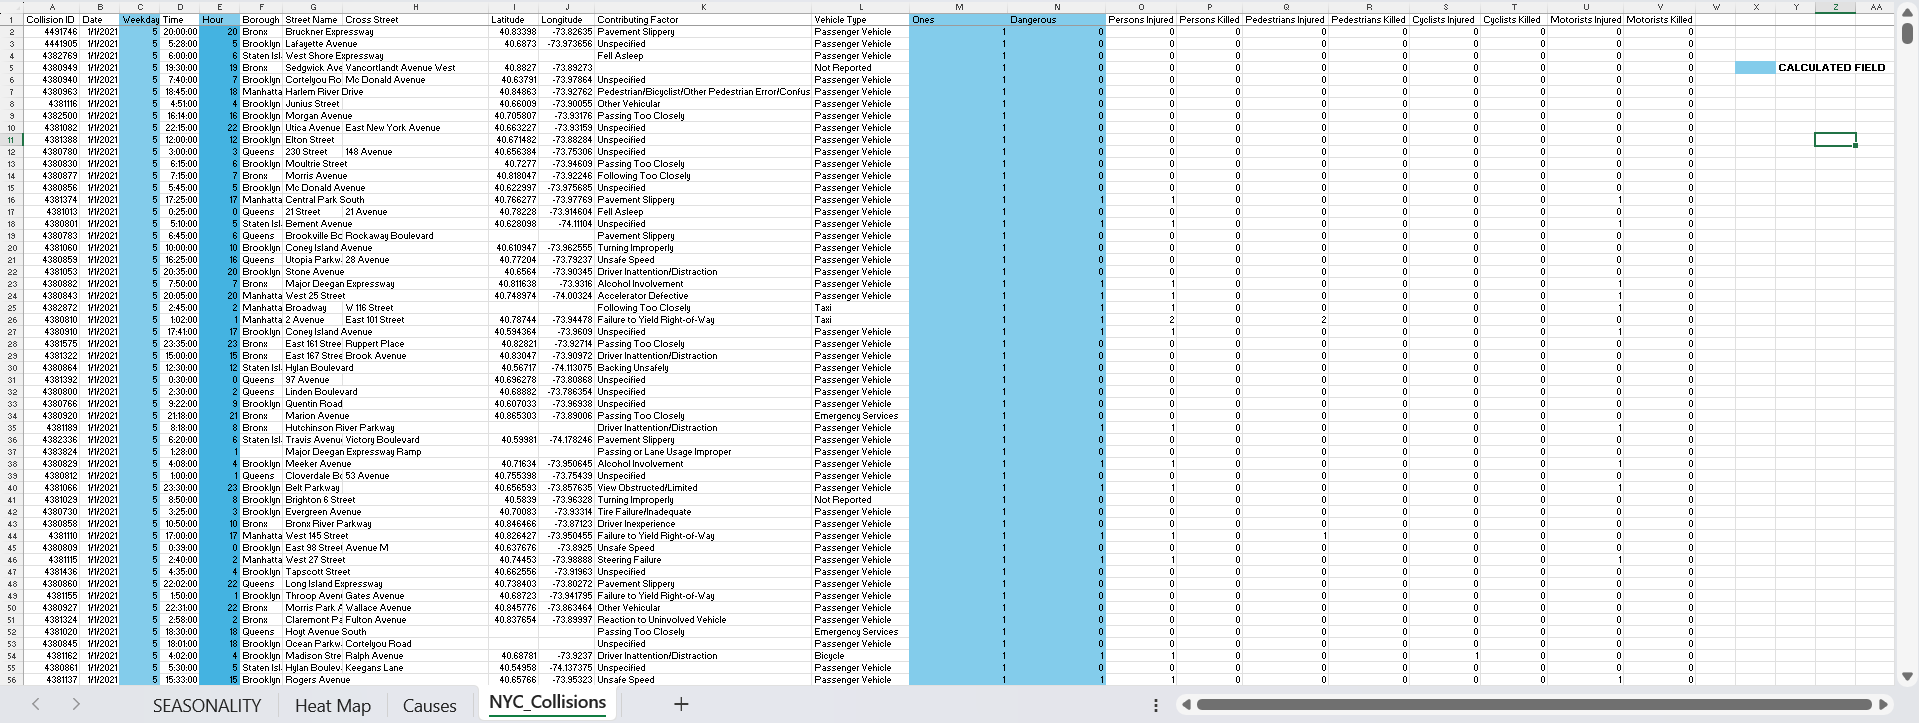 A B C D E F G H I J K L M N O P Q R S T U V W X Y Z AA
1 Collision ID Date Weekday Time Hour Borough Street Name Cross Street Latitude Longitude Contributing Factor Vehicle Type Ones Dangerous Persons Injured Persons Killed Pedestrians Injured Pedestrians Killed Cyclists Injured Cyclists Killed Motorists Injured Motorists Killed
2 4491746 1/1/2021 5 20:00:00 20 Bronx Bruckner Expressway 40.83398 -73.82635 Pavement Slippery Passenger Vehicle 1 0 0 0 0 0 0 0 0 0
3 4441905 1/1/2021 5 5:28:00 5 Brooklyn Lafayette Avenue 40.6873 -73.973656 Unspecified Passenger Vehicle 1 0 0 0 0 0 0 0 0 0
4 4382769 1/1/2021 5 6:00:00 6 Staten Isl West Shore Expressway Fell Asleep Passenger Vehicle 1 0 0 0 0 0 0 0 0 0
5 4380949 1/1/2021 5 19:30:00 19 Bronx Sedgwick Ave Vancortlandt Avenue West 40.8827 -73.89273 Not Reported 1 0 0 0 0 0 0 0 0 0 CALCULATED FIELD
6 4380940 1/1/2021 5 7:40:00 7 Brooklyn Cortelyou Ro Mc Donald Avenue 40.63791 -73.97864 Unspecified Passenger Vehicle 1 0 0 0 0 0 0 0 0 0
7 4380963 1/1/2021 5 18:45:00 18 Manhatta Harlem River Drive 40.84863 -73.92762 Pedestrian/Bicyclist/Other Pedestrian Error/Confus Passenger Vehicle 1 0 0 0 0 0 0 0 0 0
8 4381116 1/1/2021 5 4:51:00 4 Brooklyn Junius Street 40.66009 -73.90055 Other Vehicular Passenger Vehicle 1 0 0 0 0 0 0 0 0 0
9 4382500 1/1/2021 5 16:14:00 16 Brooklyn Morgan Avenue 40.705807 -73.93176 Passing Too Closely Passenger Vehicle 1 0 0 0 0 0 0 0 0 0
10 4381082 1/1/2021 5 22:15:00 22 Brooklyn Utica Avenue East New York Avenue 40.663227 -73.93159 Unspecified Passenger Vehicle 1 0 0 0 0 0 0 0 0 0
11 4381388 1/1/2021 5 12:00:00 12 Brooklyn Elton Street 40.671482 -73.88284 Unspecified Passenger Vehicle 1 0 0 0 0 0 0 0 0 0
12 4380780 1/1/2021 5 3:00:00 3 Queens 230 Street 148 Avenue 40.656384 -73.75306 Unspecified Passenger Vehicle 1 0 0 0 0 0 0 0 0 0
13 4380830 1/1/2021 5 6:15:00 6 Brooklyn Moultrie Street 40.7277 -73.94609 Passing Too Closely Passenger Vehicle 1 0 0 0 0 0 0 0 0 0
14 4380877 1/1/2021 5 7:15:00 7 Bronx Morris Avenue 40.818047 -73.92246 Following Too Closely Passenger Vehicle 1 0 0 0 0 0 0 0 0 0
15 4380856 1/1/2021 5 5:45:00 5 Brooklyn Mc Donald Avenue 40.622997 -73.975685 Unspecified Passenger Vehicle 1 0 0 0 0 0 0 0 0 0
16 4381374 1/1/2021 5 17:25:00 17 Manhatta Central Park South 40.766277 -73.97769 Pavement Slippery Passenger Vehicle 1 1 1 0 0 0 0 0 1 0
17 4381013 1/1/2021 5 0:25:00 0 Queens 21 Street 21 Avenue 40.78228 -73.914604 Fell Asleep Passenger Vehicle 1 0 0 0 0 0 0 0 0 0
18 4380801 1/1/2021 5 5:10:00 5 Staten Isl Bement Avenue 40.628098 -74.11104 Unspecified Passenger Vehicle 1 1 1 0 0 0 0 0 1 0
19 4380783 1/1/2021 5 6:45:00 6 Queens Brookville Bc Rockaway Boulevard Pavement Slippery Passenger Vehicle 1 0 0 0 0 0 0 0 0 0
20 4381060 1/1/2021 5 10:00:00 10 Brooklyn Coney Island Avenue 40.610947 -73.962555 Turning Improperly Passenger Vehicle 1 0 0 0 0 0 0 0 0 0
21 4380859 1/1/2021 5 16:25:00 16 Queens Utopia Parkw 28 Avenue 40.77204 -73.79237 Unsafe Speed Passenger Vehicle 1 0 0 0 0 0 0 0 0 0
22 4381053 1/1/2021 5 20:35:00 20 Brooklyn Stone Avenue 40.6564 -73.90345 Driver Inattention/Distraction Passenger Vehicle 1 0 0 0 0 0 0 0 0 0
23 4380882 1/1/2021 5 7:50:00 7 Bronx Major Deegan Expressway 40.811638 -73.9316 Alcohol Involvement Passenger Vehicle 1 1 1 0 0 0 0 0 1 0
24 4380843 1/1/2021 5 20:05:00 20 Manhatta West 25 Street 40.748974 -74.00324 Accelerator Defective Passenger Vehicle 1 1 1 0 0 0 0 0 1 0
25 4382872 1/1/2021 5 2:45:00 2 Manhatta Broadway W 116 Street Following Too Closely Taxi 1 1 1 0 0 0 0 0 1 0
26 4380810 1/1/2021 5 1:02:00 1 Manhatta 2 Avenue East 101 Street 40.78744 -73.94478 Failure to Yield Right-of-Way Taxi 1 1 2 0 2 0 0 0 0 0
27 4380910 1/1/2021 5 17:41:00 17 Brooklyn Coney Island Avenue 40.594364 -73.9609 Unspecified Passenger Vehicle 1 1 1 0 0 0 0 0 1 0
28 4381575 1/1/2021 5 23:35:00 23 Bronx East 161 Stree Ruppert Place 40.82821 -73.92714 Passing Too Closely Passenger Vehicle 1 0 0 0 0 0 0 0 0 0
29 4381322 1/1/2021 5 15:00:00 15 Bronx East 167 Stree Brook Avenue 40.83047 -73.90972 Driver Inattention/Distraction Passenger Vehicle 1 0 0 0 0 0 0 0 0 0
30 4380864 1/1/2021 5 12:30:00 12 Staten Isl Hylan Boulevard 40.56717 -74.113075 Backing Unsafely Passenger Vehicle 1 0 0 0 0 0 0 0 0 0
31 4381392 1/1/2021 5 0:30:00 0 Queens 97 Avenue 40.696278 -73.80868 Unspecified Passenger Vehicle 1 0 0 0 0 0 0 0 0 0
32 4380800 1/1/2021 5 2:30:00 2 Queens Linden Boulevard 40.68882 -73.786354 Unspecified Passenger Vehicle 1 0 0 0 0 0 0 0 0 0
33 4380766 1/1/2021 5 9:22:00 9 Brooklyn Quentin Road 40.607033 -73.96938 Unspecified Passenger Vehicle 1 0 0 0 0 0 0 0 0 0
34 4380920 1/1/2021 5 21:18:00 21 Bronx Marion Avenue 40.865303 -73.89006 Passing Too Closely Emergency Services 1 0 0 0 0 0 0 0 0 0
35 4381189 1/1/2021 5 8:18:00 8 Bronx Hutchinson River Parkway Driver Inattention/Distraction Passenger Vehicle 1 1 1 0 0 0 0 0 1 0
36 4382336 1/1/2021 5 6:20:00 6 Staten Isl Travis Avenu Victory Boulevard 40.59981 -74.178246 Pavement Slippery Passenger Vehicle 1 0 0 0 0 0 0 0 0 0
37 4383824 1/1/2021 5 1:28:00 1 Major Deegan Expressway Ramp Passing or Lane Usage Improper Passenger Vehicle 1 0 0 0 0 0 0 0 0 0
38 4380829 1/1/2021 5 4:08:00 4 Brooklyn Meeker Avenue 40.71634 -73.950645 Alcohol Involvement Passenger Vehicle 1 1 1 0 0 0 0 0 1 0
39 4380812 1/1/2021 5 1:00:00 1 Queens Cloverdale Bc 53 Avenue 40.755398 -73.75439 Unspecified Passenger Vehicle 1 0 0 0 0 0 0 0 0 0
40 4381066 1/1/2021 5 23:30:00 23 Brooklyn Belt Parkway 40.656593 -73.857635 View Obstructed/Limited Passenger Vehicle 1 1 1 0 0 0 0 0 1 0
41 4381029 1/1/2021 5 8:50:00 8 Brooklyn Brighton 6 Street 40.5839 -73.96328 Turning Improperly Not Reported 1 0 0 0 0 0 0 0 0 0
42 4380730 1/1/2021 5 3:25:00 3 Brooklyn Evergreen Avenue 40.70083 -73.93314 Tire Failure/Inadequate Passenger Vehicle 1 0 0 0 0 0 0 0 0 0
43 4380858 1/1/2021 5 10:50:00 10 Bronx Bronx River Parkway 40.846466 -73.87123 Driver Inexperience Passenger Vehicle 1 0 0 0 0 0 0 0 0 0
44 4381110 1/1/2021 5 17:00:00 17 Manhatta West 145 Street 40.826427 -73.950455 Failure to Yield Right-of-Way Passenger Vehicle 1 1 1 0 1 0 0 0 0 0
45 4380809 1/1/2021 5 0:39:00 0 Brooklyn East 98 Street Avenue M 40.637676 -73.8925 Unsafe Speed Passenger Vehicle 1 0 0 0 0 0 0 0 0 0
46 4381115 1/1/2021 5 2:40:00 2 Manhatta West 27 Street 40.74453 -73.98888 Steering Failure Passenger Vehicle 1 1 1 0 0 0 0 0 1 0
47 4381436 1/1/2021 5 4:35:00 4 Brooklyn Tapscott Street 40.662556 -73.91963 Unspecified Passenger Vehicle 1 0 0 0 0 0 0 0 0 0
48 4380860 1/1/2021 5 22:02:00 22 Queens Long Island Expressway 40.738403 -73.80272 Pavement Slippery Passenger Vehicle 1 0 0 0 0 0 0 0 0 0
49 4381155 1/1/2021 5 1:50:00 1 Brooklyn Throop Aven Gates Avenue 40.68723 -73.941795 Failure to Yield Right-of-Way Passenger Vehicle 1 0 0 0 0 0 0 0 0 0
50 4380927 1/1/2021 5 22:31:00 22 Bronx Morris Park A Wallace Avenue 40.845776 -73.863464 Other Vehicular Passenger Vehicle 1 0 0 0 0 0 0 0 0 0
51 4381324 1/1/2021 5 2:58:00 2 Bronx Claremont Pa Fulton Avenue 40.837654 -73.89997 Reaction to Uninvolved Vehicle Passenger Vehicle 1 0 0 0 0 0 0 0 0 0
52 4381020 1/1/2021 5 18:30:00 18 Queens Hoyt Avenue South Passing Too Closely Emergency Services 1 0 0 0 0 0 0 0 0 0
53 4380845 1/1/2021 5 18:01:00 18 Brooklyn Ocean Parkw Cortelyou Road Unspecified Passenger Vehicle 1 0 0 0 0 0 0 0 0 0
54 4381162 1/1/2021 5 4:02:00 4 Brooklyn Madison Stre Ralph Avenue 40.68781 -73.9237 Driver Inattention/Distraction Bicycle 1 1 1 0 0 0 1 0 0 0
55 4380861 1/1/2021 5 5:30:00 5 Staten Isl Hylan Boulev Keegans Lane 40.54958 -74.137375 Unspecified Passenger Vehicle 1 0 0 0 0 0 0 0 0 0
56 4381137 1/1/2021 5 15:33:00 15 Brooklyn Rogers Avenue 40.65766 -73.95323 Unsafe Speed Passenger Vehicle 1 1 1 0 0 0 0 0 1 0
SEASONALITY Heat Map Causes NYC_Collisions +